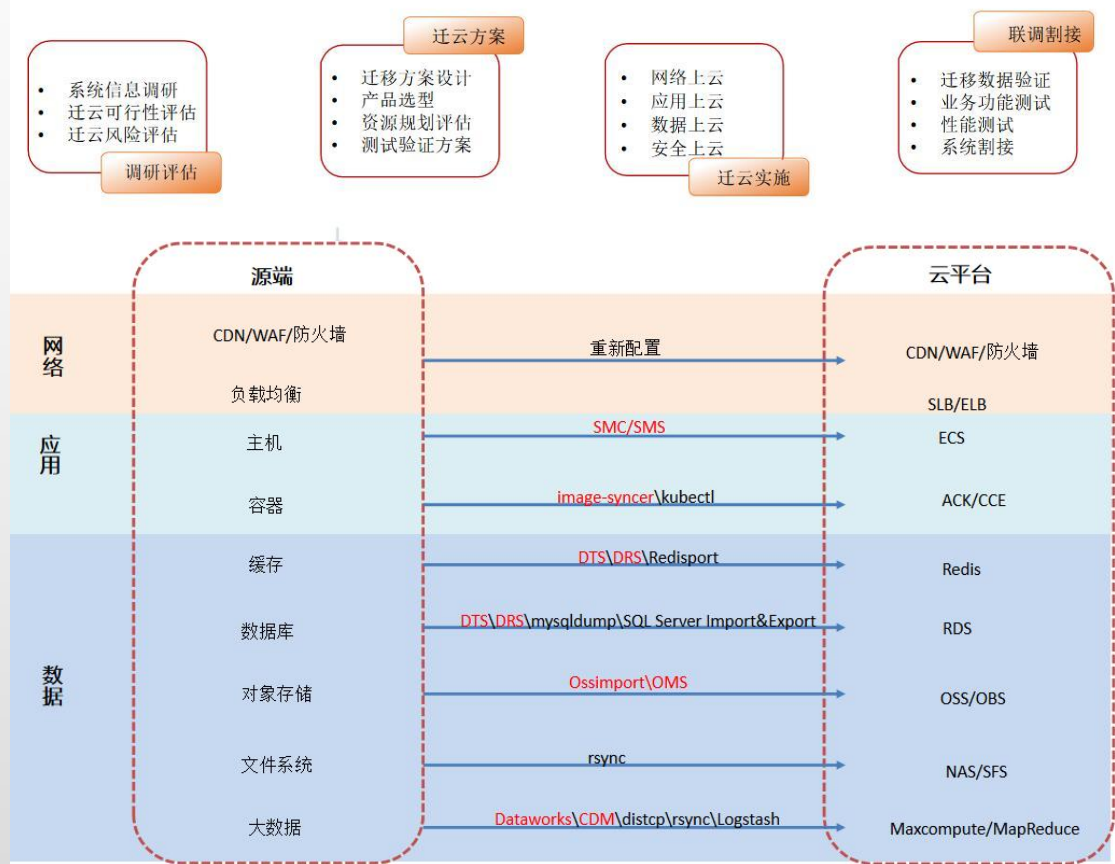 迁云方案
联调割接
• 系统信息调研
• 迁云可行性评估
• 迁云风险评估
调研评估
• 迁移方案设计
• 产品选型
• 资源规划评估
• 测试验证方案
• 网络上云
• 应用上云
• 数据上云
• 安全上云
迁云实施
• 迁移数据验证
• 业务功能测试
• 性能测试
• 系统割接
源端
云平台
网络
CDN/WAF/防火墙
重新配置
CDN/WAF/防火墙
负载均衡
SLB/ELB
应用
主机
SMC/SMS
ECS
容器
image-syncer\kubectl
ACK/CCE
数据
缓存
DTS\DRS\Redisport
Redis
数据库
DTS\DRS\mysqldump\SQL Server Import&Export
RDS
对象存储
Ossimport\OMS
OSS/OBS
文件系统
rsync
NAS/SFS
大数据
Dataworks\CDM\distcp\rsync\Logstash
Maxcompute/MapReduce